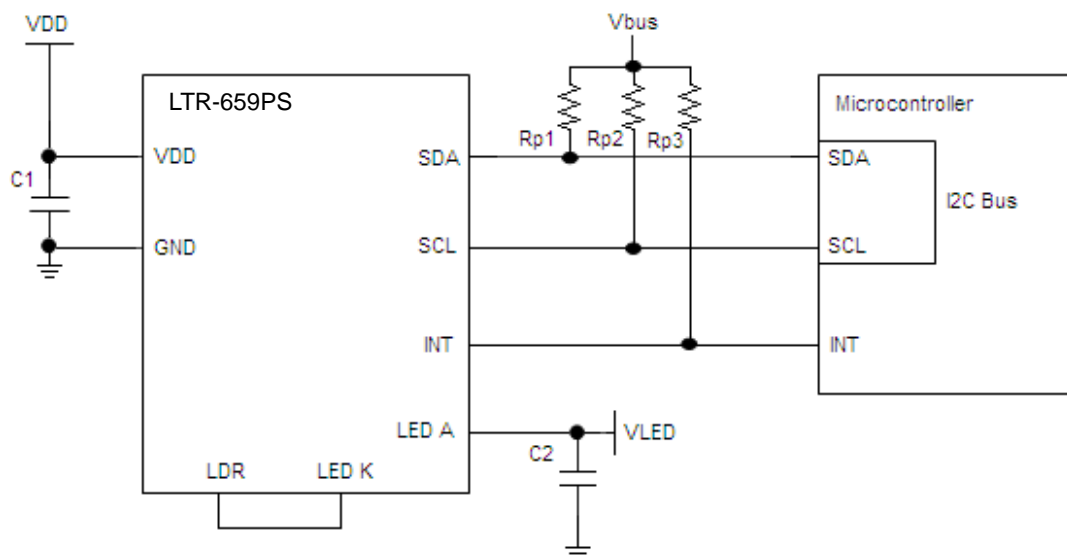 VDD
Vbus
LTR-659PS
Microcontroller
Rp1
Rp2
Rp3
VDD
SDA
SDA
C1
I2C Bus
GND
SCL
SCL
INT
INT
LED A
VLED
C2
LDR
LED K